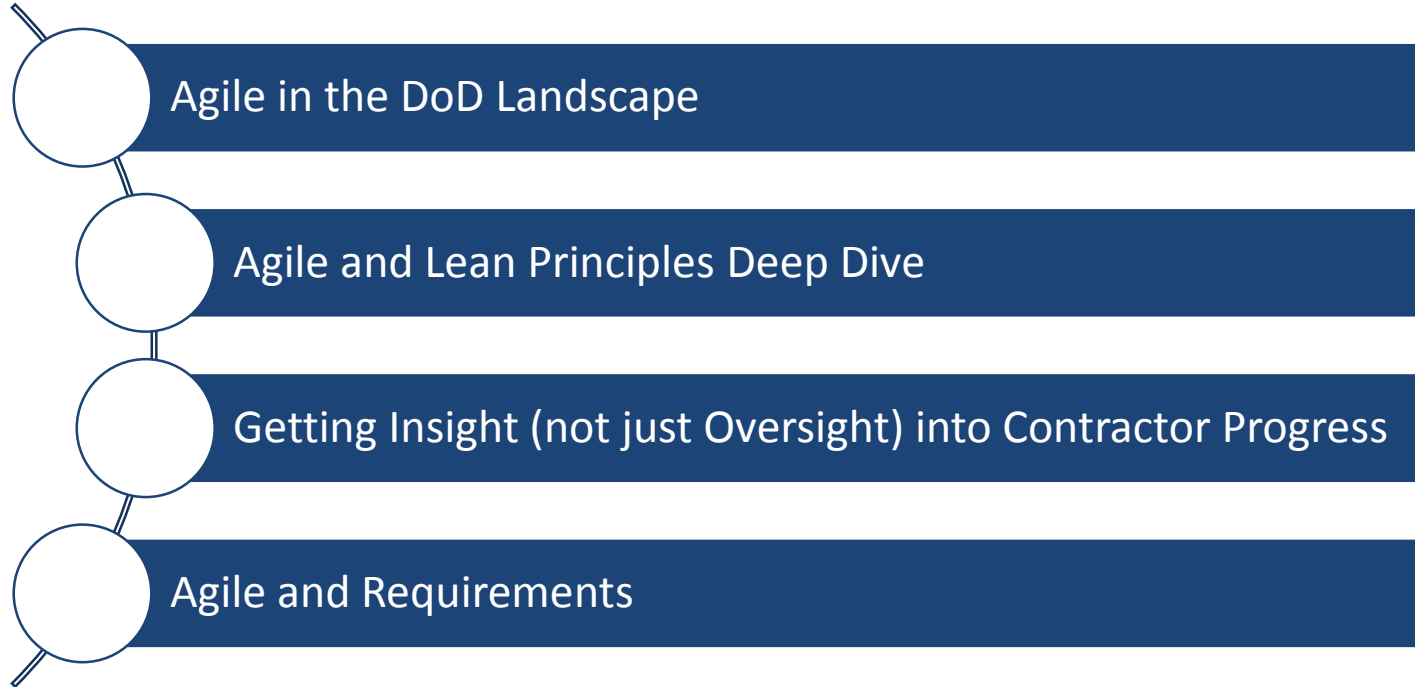 Agile in the DoD Landscape
Agile and Lean Principles Deep Dive
Getting Insight (not just Oversight) into Contractor Progress
Agile and Requirements